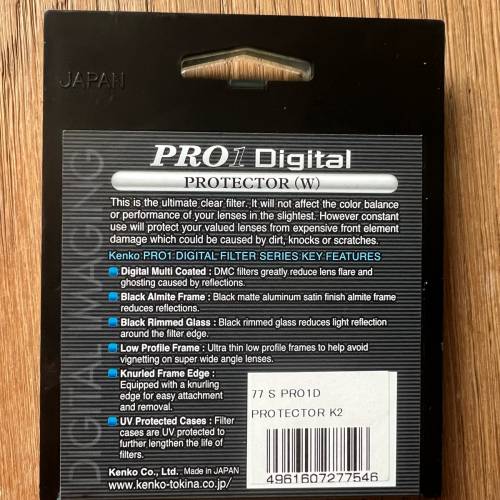 JAPAN
DIGITAL IMAGING
PRO1 Digital
PROTECTOR (W)
This is the ultimate clear filter. It will not affect the color balance
or performance of your lenses in the slightest. However constant
use will protect your valued lenses from expensive front element
damage which could be caused by dirt, knocks or scratches.
Kenko PRO1 DIGITAL FILTER SERIES KEY FEATURES
Digital Multi Coated : DMC filters greatly reduce lens flare and
ghosting caused by reflections.
Black Almite Frame : Black matte aluminum satin finish almite frame
reduces reflections.
Black Rimmed Glass : Black rimmed glass reduces light reflection
around the filter edge.
Low Profile Frame : Ultra thin low profile frames to help avoid
vignetting on super wide angle lenses.
Knurled Frame Edge :
Equipped with a knurling
edge for easy attachment
and removal.
UV Protected Cases : Filter
cases are UV protected to
further lengthen the life of
filters.
Kenko Co., Ltd. : Made in JAPAN
www.kenko-tokina.co.jp/
77 S PRO1D
PROTECTOR K2
4961607277546